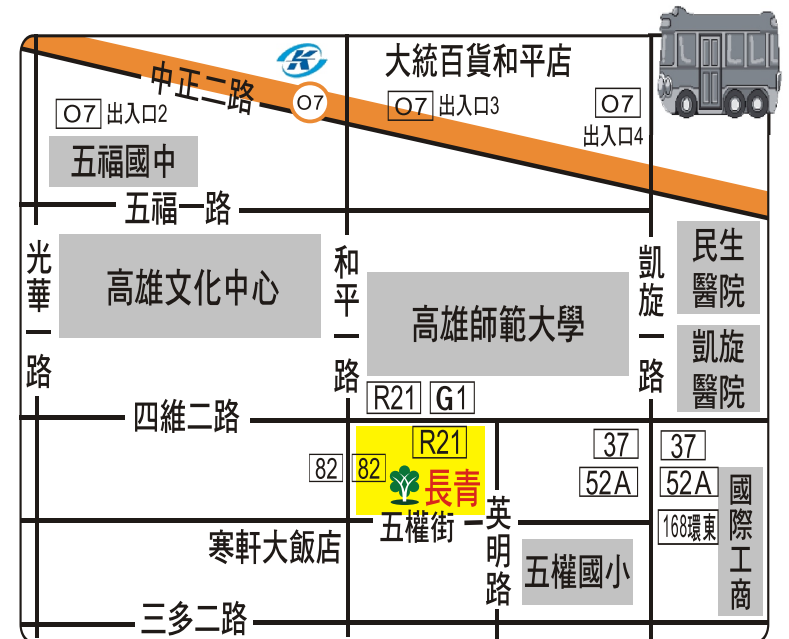 大統百貨和平店
中正二路
O7
O7 出入口2
O7 出入口3
O7
出入口4
五福國中
五福一路
光華一路
和平一路
凱旋一路
民生
醫院
高雄文化中心
高雄師範大學
凱旋
醫院
R21 G1
四維二路
R21
37
37
82
82
長青
52A
52A
168環東
國際工商
五權街
英明路
寒軒大飯店
五權國小
三多二路